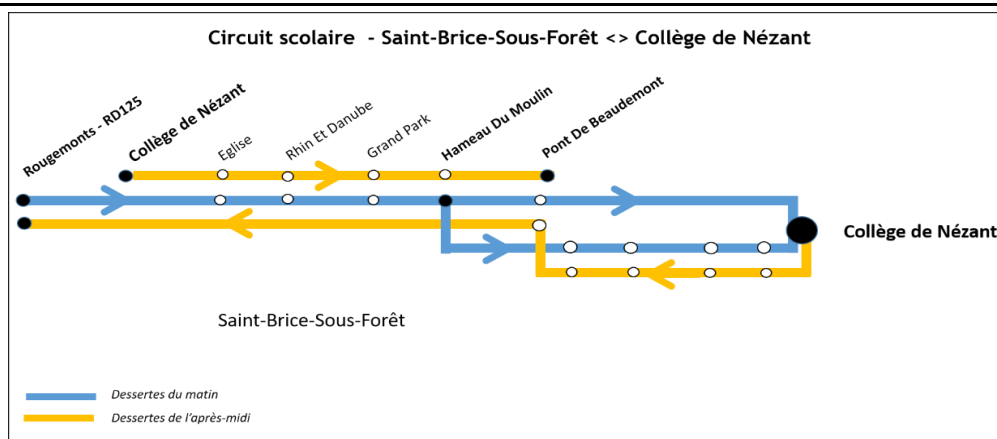 Circuit scolaire - Saint-Brice-Sous-Forêt <> Collège de Nézant
Rougemonts - RD125
Collège de Nézant
Eglise
Rhin Et Danube
Grand Park
Hameau Du Moulin
Pont De Beaudemont
Collège de Nézant
Saint-Brice-Sous-Forêt
Dessertes du matin
Dessertes de l'après-midi